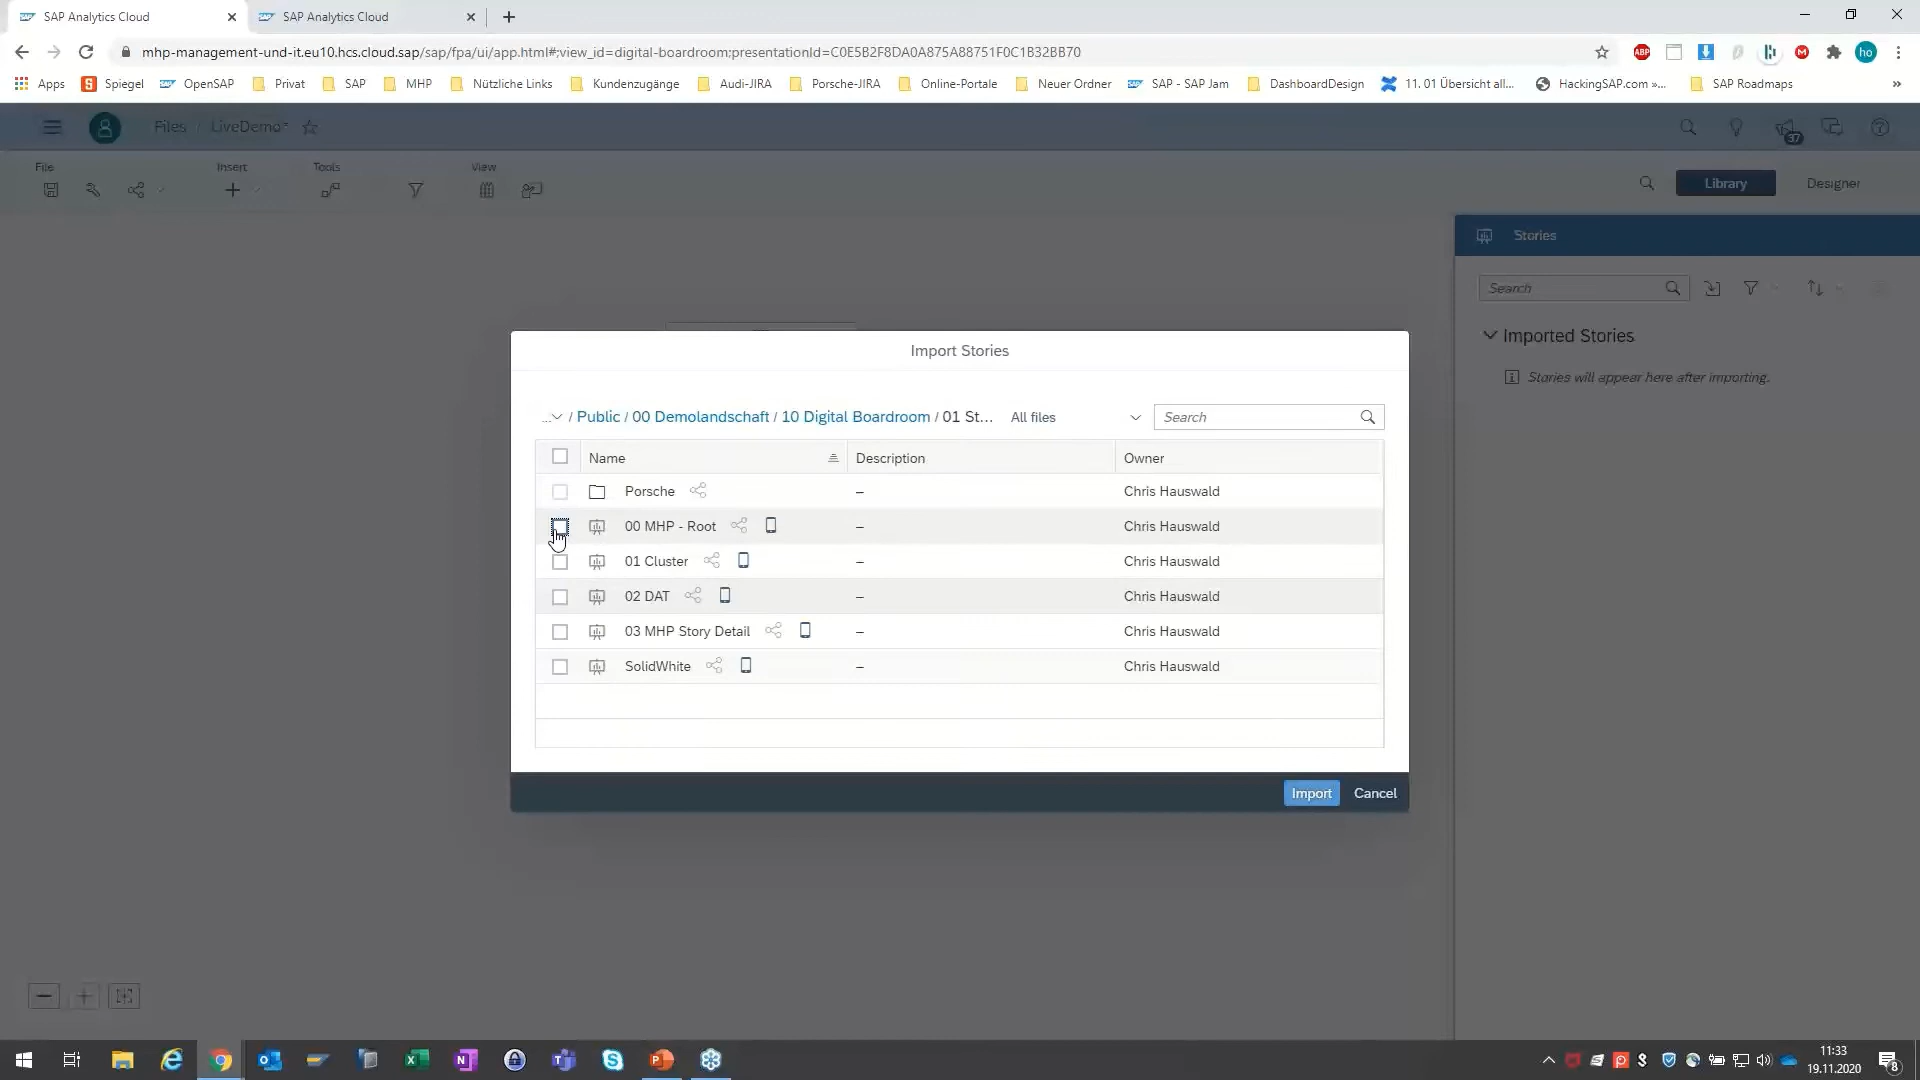 SAP Analytics Cloud
SAP Analytics Cloud
mhp-management-und-it.eu10.hcs.cloud.sap/sap/fpa/ui/app.html#;view_id=digital-boardroom;presentationId=C0E5B2F8DA0A875A88751F0C1B32BB70
ABP
M
ho
Apps
S
Spiegel
OpenSAP
Privat
SAP
MHP
Nützliche Links
Kundenzugänge
Audi-JIRA
Porsche-JIRA
Online-Portale
Neuer Ordner
SAP - SAP Jam
DashboardDesign
11. 01 Übersicht all...
HackingSAP.com »...
SAP Roadmaps
»
Files / LiveDemo*
37
File
Insert
Tools
View
Library
Designer
Stories
Search
Imported Stories
Stories will appear here after importing.
Import Stories
... / Public / 00 Demolandschaft / 10 Digital Boardroom / 01 St...
All files
Search
Name
Description
Owner
Porsche
–
Chris Hauswald
00 MHP - Root
–
Chris Hauswald
01 Cluster
–
Chris Hauswald
02 DAT
–
Chris Hauswald
03 MHP Story Detail
–
Chris Hauswald
SolidWhite
–
Chris Hauswald
Import
Cancel
11:33
19.11.2020
8